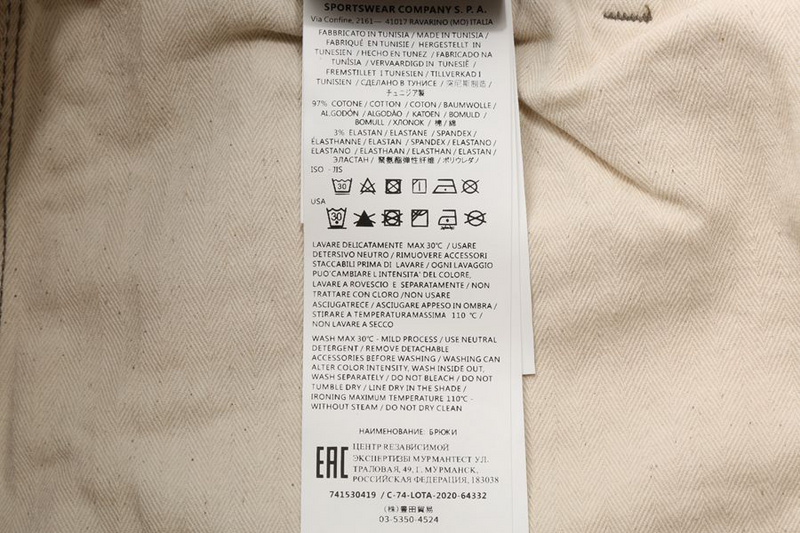 SPORTSWEAR COMPANY S. P. A.
Via Confine, 2161— 41017 RAVARINO (MO) ITALIA
FABBRICATO IN TUNISIA / MADE IN TUNISIA /
FABRIQUÉ EN TUNISIE / HERGESTELLT IN
TUNESIEN / HECHO EN TUNEZ / FABRICADO NA
TUNÍSIA / VERVAARDIGD IN TUNESIË /
FREMSTILLET I TUNESIEN / TILLVERKAD I
TUNISIEN / СДЕЛАНО В ТУНИСЕ /
チュニジア製
97% COTONE / COTTON / COTON / BAUMWOLLE /
ALGODÓN / ALGODÃO / KATOEN / BOMULD /
BOMULL / ХЛОПОК / 棉 / 綿
3% ELASTAN / ELASTANE / SPANDEX /
ÉLASTHANNE / ELASTAN / SPANDEX / ELASTANO /
ELASTANO / ELASTHAAN / ELASTHAN / ELASTAN /
ЭЛАСТАН / 聚氨酯弹性纤维 / ポリウレタン
ISO - JIS
30
USA
30
LAVARE DELICATAMENTE MAX 30℃ / USARE
DETERSIVO NEUTRO / RIMUOVERE ACCESSORI
STACCABILI PRIMA DI LAVARE / OGNI LAVAGGIO
PUO'CAMBIARE L'INTENSITA' DEL COLORE,
LAVARE A ROVESCIO E SEPARATAMENTE / NON
TRATTARE CON CLORO /NON USARE
ASCIUGATRICE / ASCIUGARE APPESO IN OMBRA /
STIRARE A TEMPERATURAMASSIMA 110 ℃ /
NON LAVARE A SECCO
WASH MAX 30℃ - MILD PROCESS / USE NEUTRAL
DETERGENT / REMOVE DETACHABLE
ACCESSORIES BEFORE WASHING / WASHING CAN
ALTER COLOR INTENSITY, WASH INSIDE OUT,
WASH SEPARATELY / DO NOT BLEACH / DO NOT
TUMBLE DRY / LINE DRY IN THE SHADE /
IRONING MAXIMUM TEMPERATURE 110℃ -
WITHOUT STEAM / DO NOT DRY CLEAN
НАИМЕНОВАНИЕ: БРЮКИ
EAC
ЦЕНТР НЕЗАВИСИМОЙ
ЭКСПЕРТИЗЫ МУРМАНТЕСТ УЛ.
ТРАЛОВАЯ, 49, Г. МУРМАНСК,
РОССИЙСКАЯ ФЕДЕРАЦИЯ, 183038
741530419 / C-74-LOTA-2020-64332
(株)豊田貿易
03-5350-4524